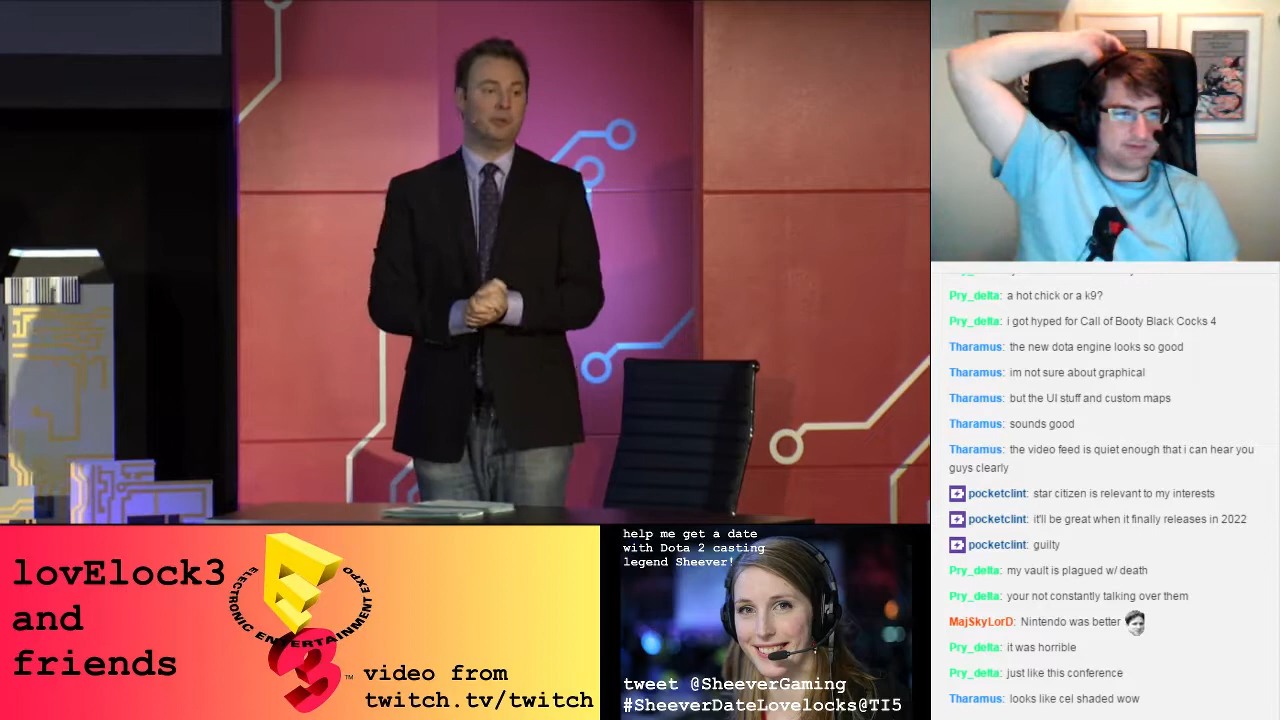 Pry_delta: a hot chick or a k9?
Pry_delta: i got hyped for Call of Booty Black Cocks 4
Tharamus: the new dota engine looks so good
Tharamus: im not sure about graphical
Tharamus: but the UI stuff and custom maps
Tharamus: sounds good
Tharamus: the video feed is quiet enough that i can hear you
guys clearly
pocketclint: star citizen is relevant to my interests
pocketclint: it'll be great when it finally releases in 2022
pocketclint: guilty
Pry_delta: my vault is plagued w/ death
Pry_delta: your not constantly talking over them
MajSkyLorD: Nintendo was better
Pry_delta: it was horrible
Pry_delta: just like this conference
Tharamus: looks like cel shaded wow
lovElock3
and
friends
ELECTRONIC ENTERTAINMENT EXPO
E3
TM
video from
twitch.tv/twitch
help me get a date
with Dota 2 casting
legend Sheever!
tweet @SheeverGaming
#SheeverDateLovelocks@TI5